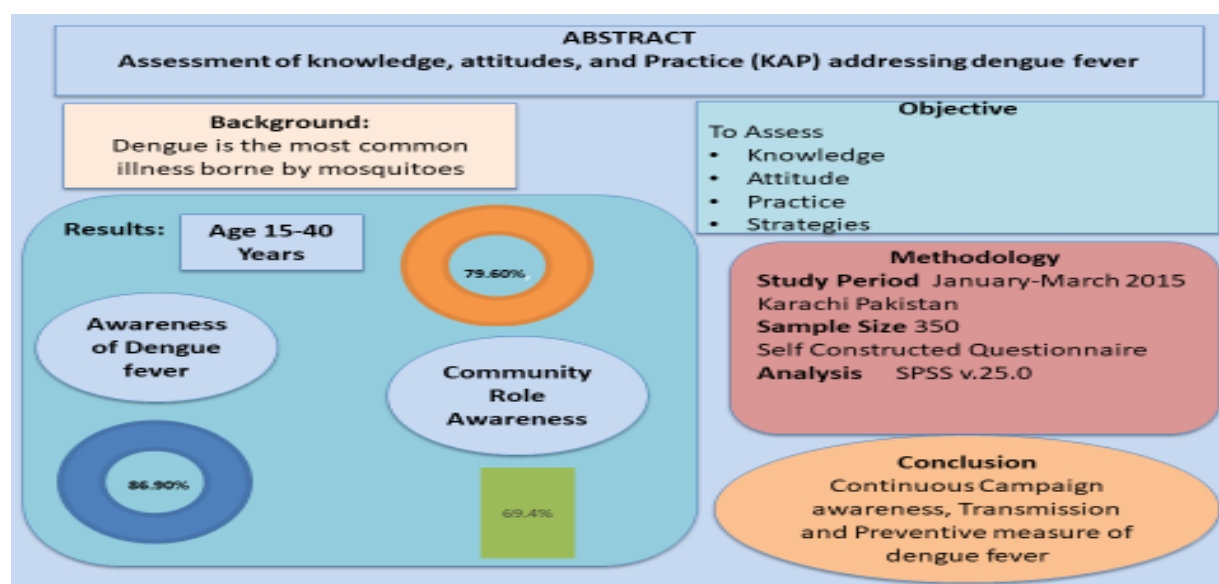 ABSTRACT
Assessment of knowledge, attitudes, and Practice (KAP) addressing dengue fever
Background:
Dengue is the most common
illness borne by mosquitoes
Objective
To Assess
• Knowledge
• Attitude
• Practice
• Strategies
Results:
Age 15-40
Years
79.60%
Awareness
of Dengue
fever
86.90%
Community
Role
Awareness
69.4%
Methodology
Study Period January-March 2015
Karachi Pakistan
Sample Size 350
Self Constructed Questionnaire
Analysis SPSS v.25.0
Conclusion
Continuous Campaign
awareness, Transmission
and Preventive measure of
dengue fever